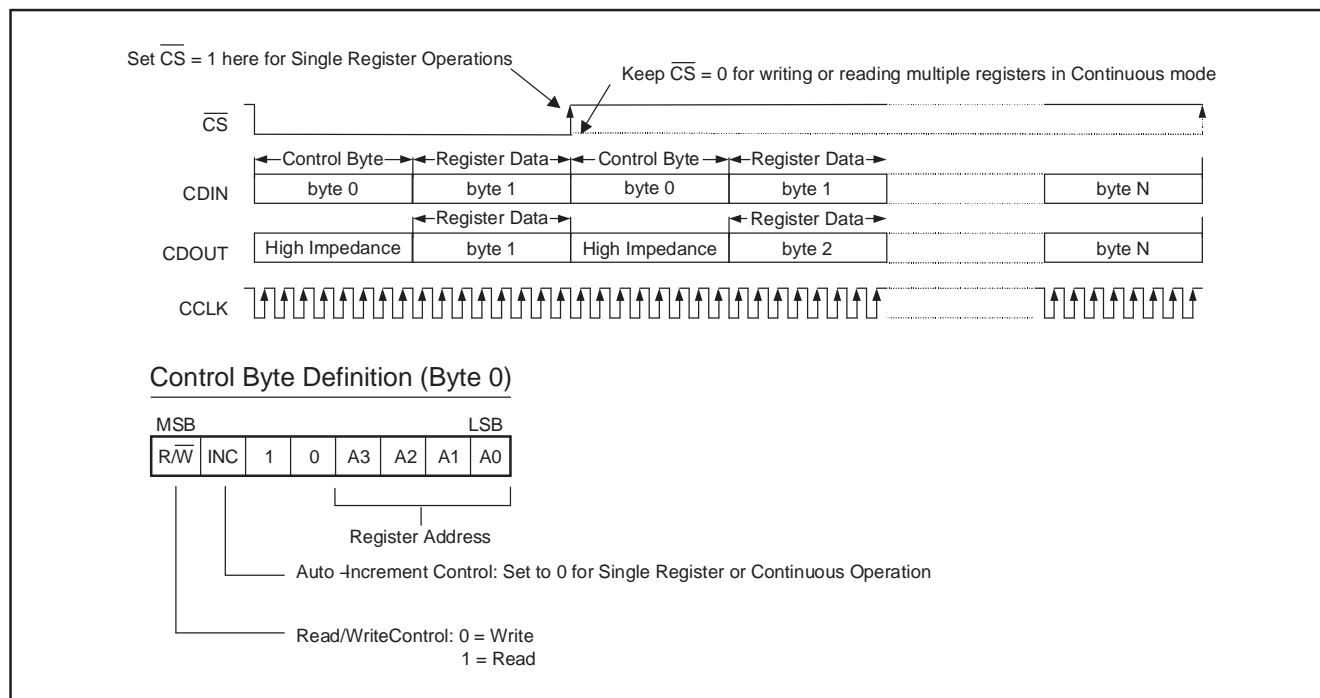 Set CS = 1 here for Single Register Operations
Keep CS = 0 for writing or reading multiple registers in Continuous mode
CS
Control Byte Register Data Control Byte Register Data
CDIN byte 0 byte 1 byte 0 byte 1 byte N
Register Data Register Data
CDOUT High Impedance byte 1 High Impedance byte 2 byte N
CCLK
Control Byte Definition (Byte 0)
MSB LSB
R/W INC 1 0 A3 A2 A1 A0
Register Address
Auto -Increment Control: Set to 0 for Single Register or Continuous Operation
Read/WriteControl: 0 = Write
1 = Read